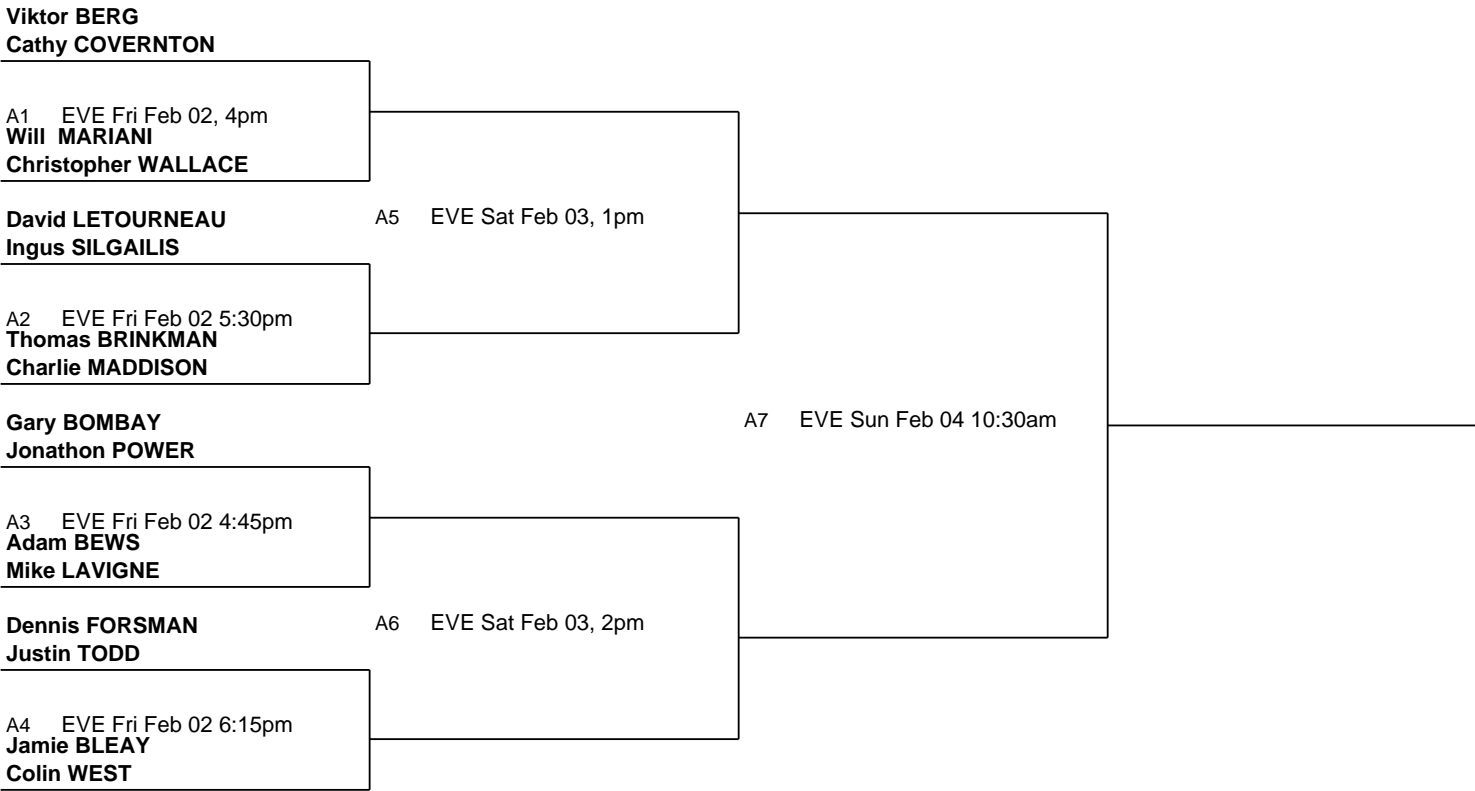 Viktor BERG
Cathy COVERNTON
A1 EVE Fri Feb 02, 4pm
Will  MARIANI
Christopher WALLACE
David LETOURNEAU
Ingus SILGAILIS
A5 EVE Sat Feb 03, 1pm
A2 EVE Fri Feb 02 5:30pm
Thomas BRINKMAN
Charlie MADDISON
Gary BOMBAY
Jonathon POWER
A7 EVE Sun Feb 04 10:30am
A3 EVE Fri Feb 02 4:45pm
Adam BEWS
Mike LAVIGNE
Dennis FORSMAN
Justin TODD
A6 EVE Sat Feb 03, 2pm
A4 EVE Fri Feb 02 6:15pm
Jamie BLEAY
Colin WEST